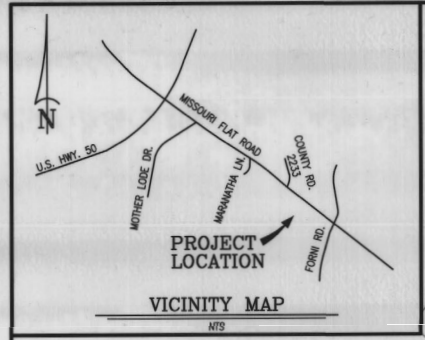 N
U.S. HWY. 50
MISSOURI FLAT ROAD
MOTHER LODE DR.
MARANATHA LN.
COUNTY RD.
2233
FORNI RD.
PROJECT
LOCATION
VICINITY MAP
NTS